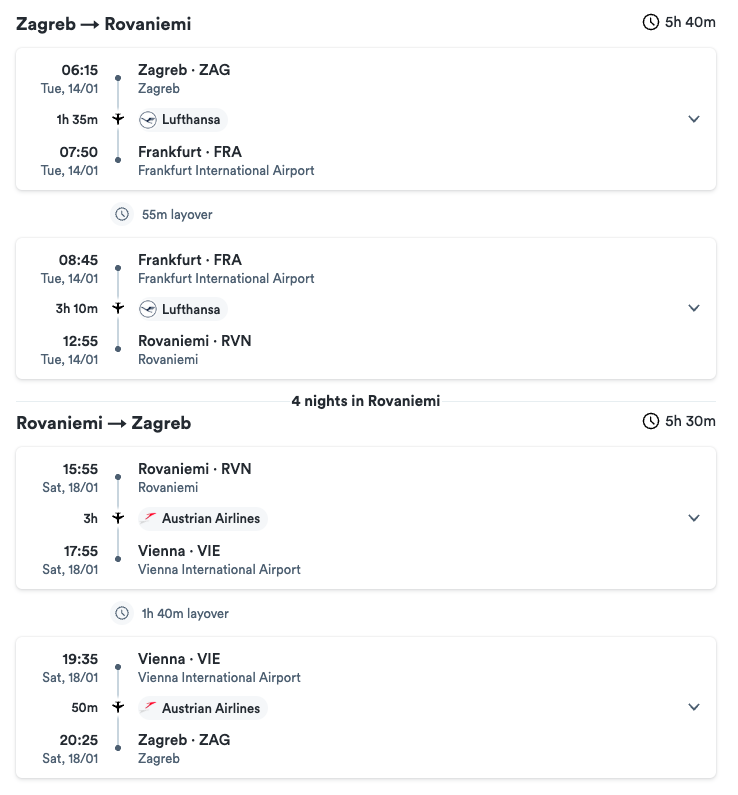 Zagreb → Rovaniemi
5h 40m
06:15
Zagreb · ZAG
Tue, 14/01
Zagreb
1h 35m
Lufthansa
07:50
Frankfurt · FRA
Tue, 14/01
Frankfurt International Airport
55m layover
08:45
Frankfurt · FRA
Tue, 14/01
Frankfurt International Airport
3h 10m
Lufthansa
12:55
Rovaniemi · RVN
Tue, 14/01
Rovaniemi
4 nights in Rovaniemi
Rovaniemi → Zagreb
5h 30m
15:55
Rovaniemi · RVN
Sat, 18/01
Rovaniemi
3h
Austrian Airlines
17:55
Vienna · VIE
Sat, 18/01
Vienna International Airport
1h 40m layover
19:35
Vienna · VIE
Sat, 18/01
Vienna International Airport
50m
Austrian Airlines
20:25
Zagreb · ZAG
Sat, 18/01
Zagreb